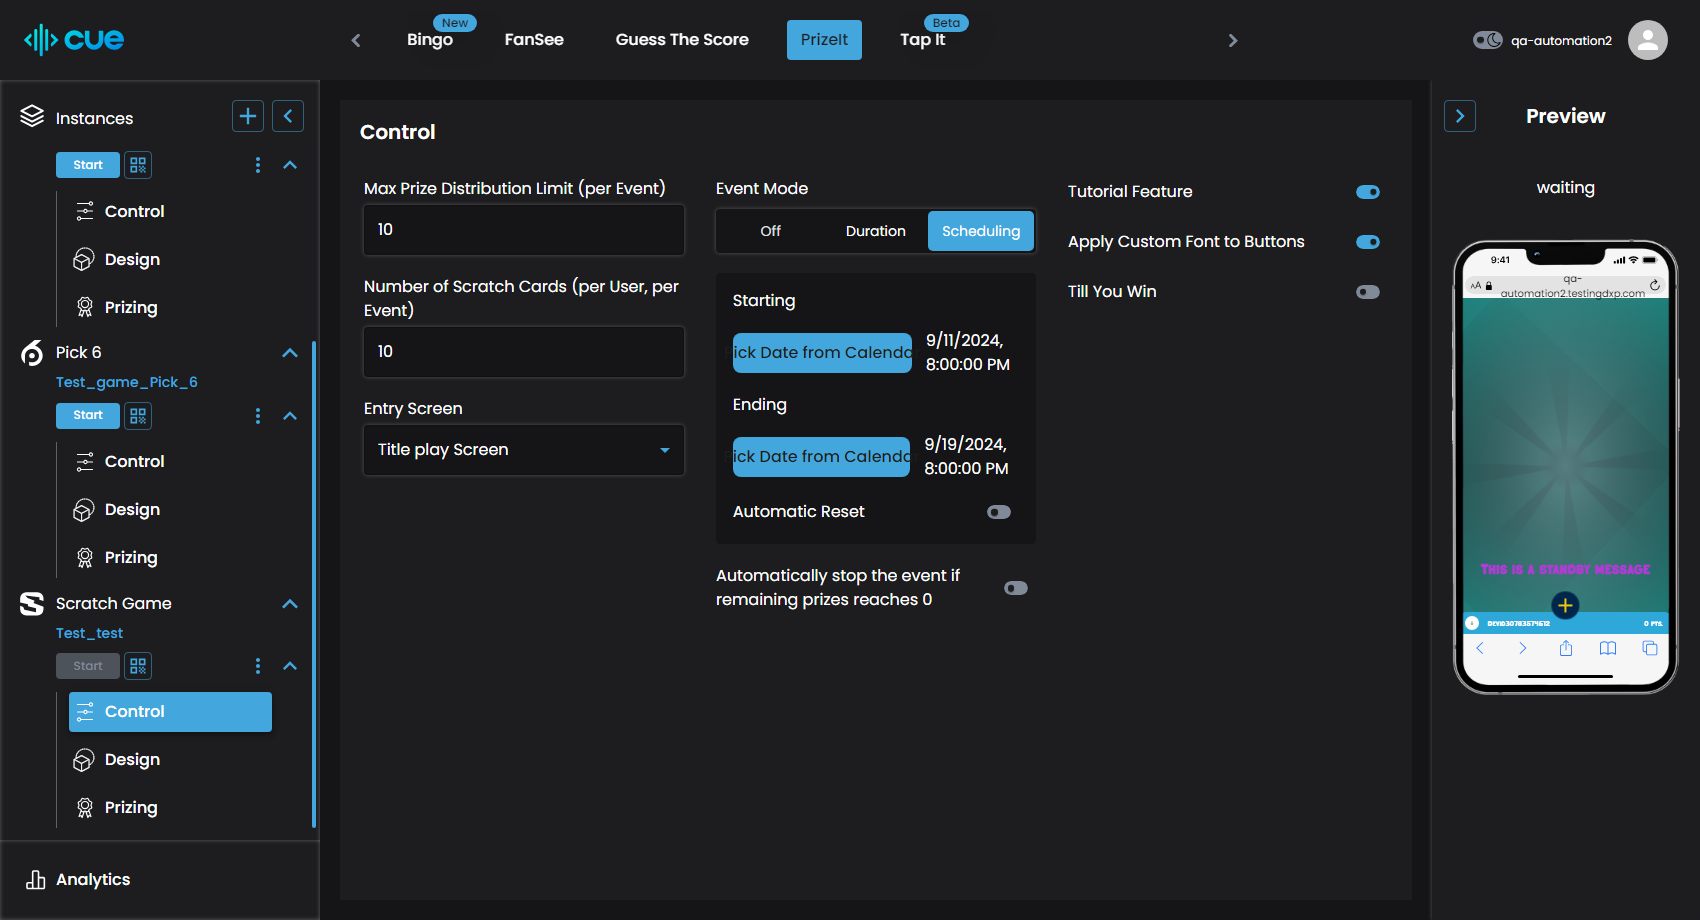 cue
Bingo
New
FanSee
Guess The Score
PrizeIt
Tap It
Beta
qa-automation2
Instances
Start
Control
Design
Prizing
Pick 6
Test_game_Pick_6
Start
Control
Design
Prizing
Scratch Game
Test_test
Start
Control
Design
Prizing
Analytics
Control
Max Prize Distribution Limit (per Event)
10
Number of Scratch Cards (per User, per
Event)
10
Entry Screen
Title play Screen
Event Mode
Off
Duration
Scheduling
Starting
ick Date from Calenda
9/11/2024,
8:00:00 PM
Ending
ick Date from Calenda
9/19/2024,
8:00:00 PM
Automatic Reset
Automatically stop the event if
remaining prizes reaches 0
Tutorial Feature
Apply Custom Font to Buttons
Till You Win
Preview
waiting
9:41
AA
qa-
automation2.testingdxp.com
This is a standby message
0 PTS.